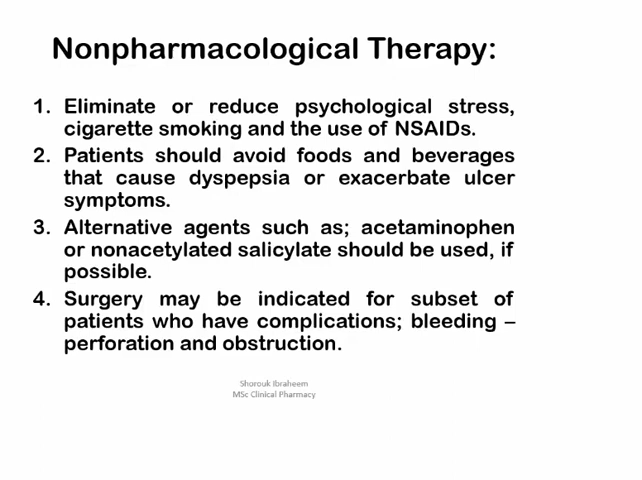 Nonpharmacological Therapy:
1. Eliminate or reduce psychological stress,
cigarette smoking and the use of NSAIDs.
2. Patients should avoid foods and beverages
that cause dyspepsia or exacerbate ulcer
symptoms.
3. Alternative agents such as; acetaminophen
or nonacetylated salicylate should be used, if
possible.
4. Surgery may be indicated for subset of
patients who have complications; bleeding –
perforation and obstruction.
Shorouk Ibraheem
MSc Clinical Pharmacy